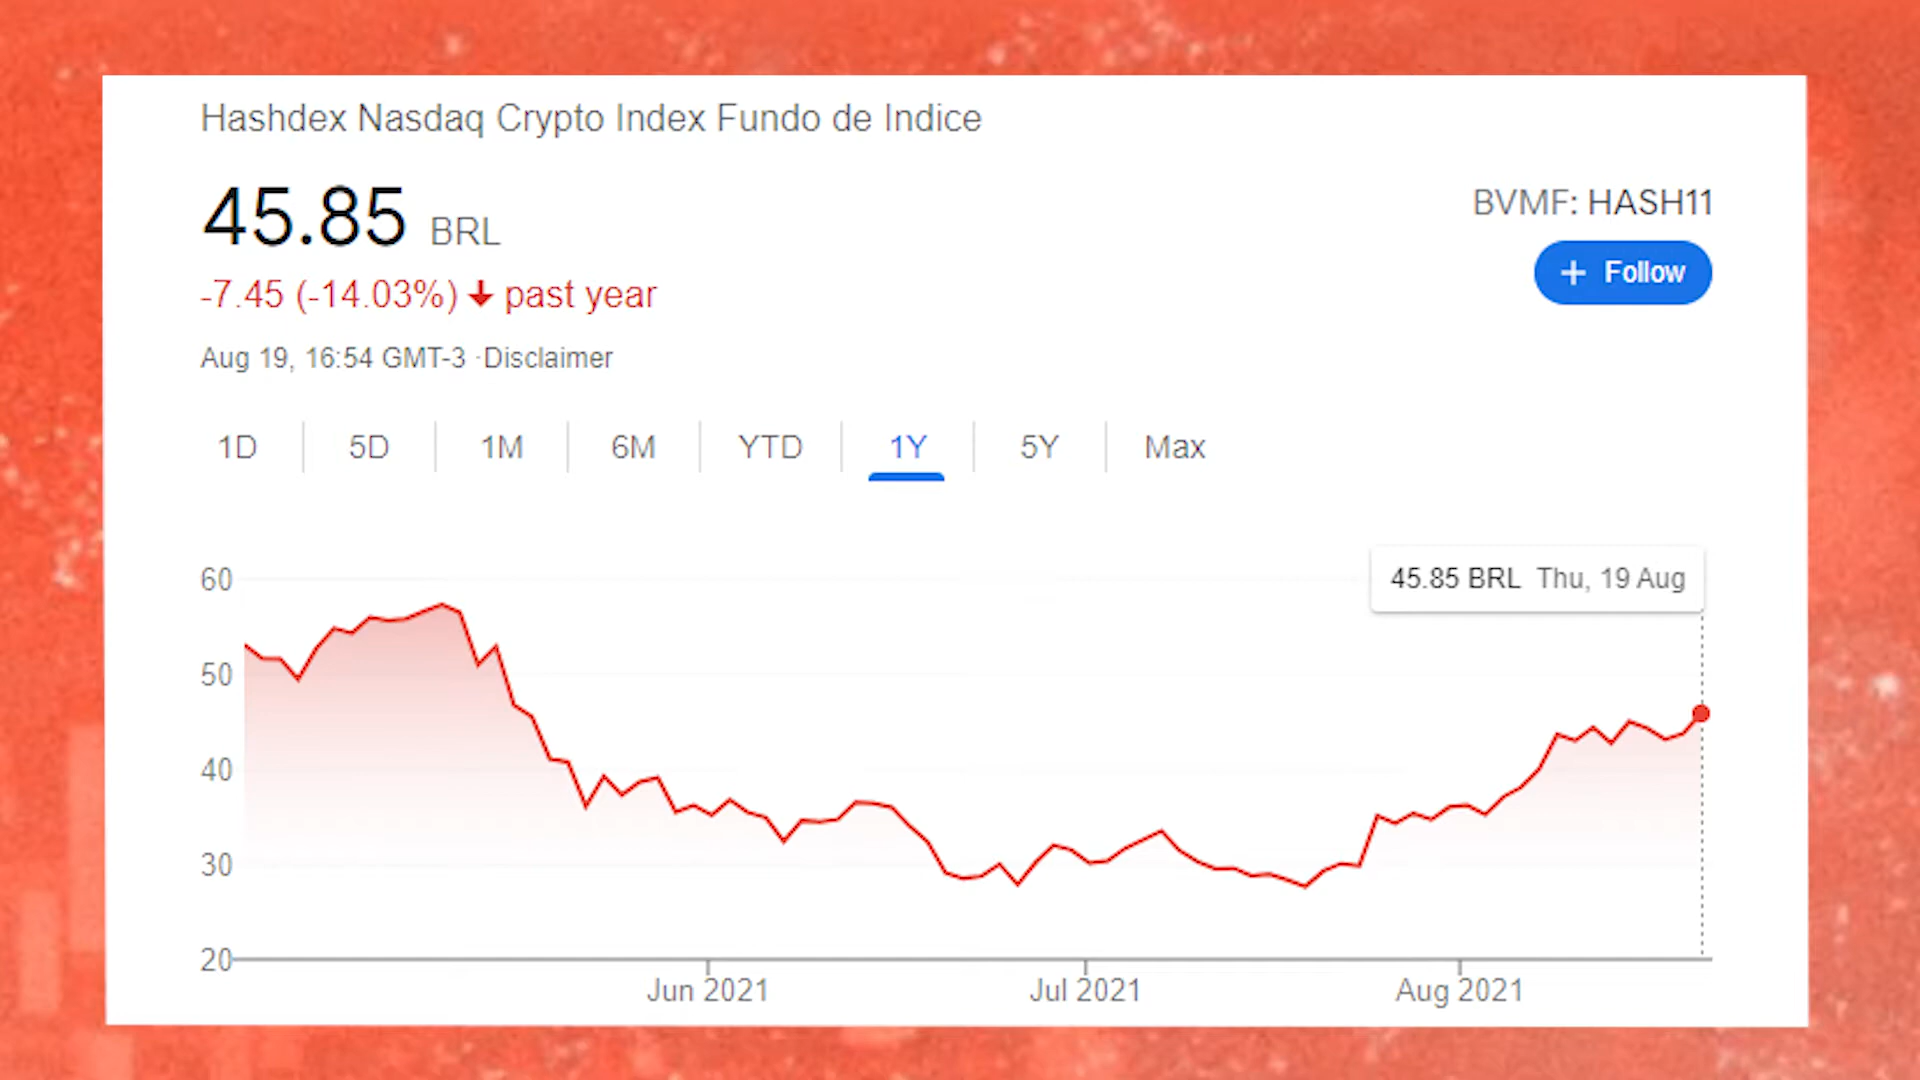 Hashdex Nasdaq Crypto Index Fundo de Indice
45.85 BRL
BVMF: HASH11
+ Follow
-7.45 (-14.03%) ↓ past year
Aug 19, 16:54 GMT-3 · Disclaimer
1D 5D 1M 6M YTD 1Y 5Y Max
45.85 BRL Thu, 19 Aug
60
50
40
30
20
Jun 2021 Jul 2021 Aug 2021